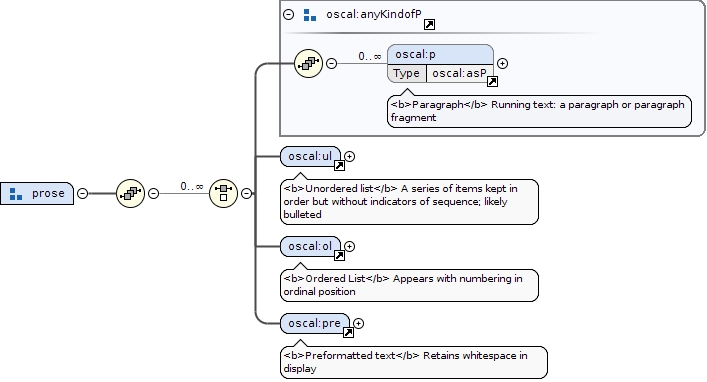 oscal:anyKindofP
0..∞
oscal:p
Type oscal:asP
<b>Paragraph</b> Running text: a paragraph or paragraph
fragment
oscal:ul
<b>Unordered list</b> A series of items kept in
order but without indicators of sequence; likely
bulleted
prose
0..∞
oscal:ol
<b>Ordered List</b> Appears with numbering in
ordinal position
oscal:pre
<b>Preformatted text</b> Retains whitespace in
display